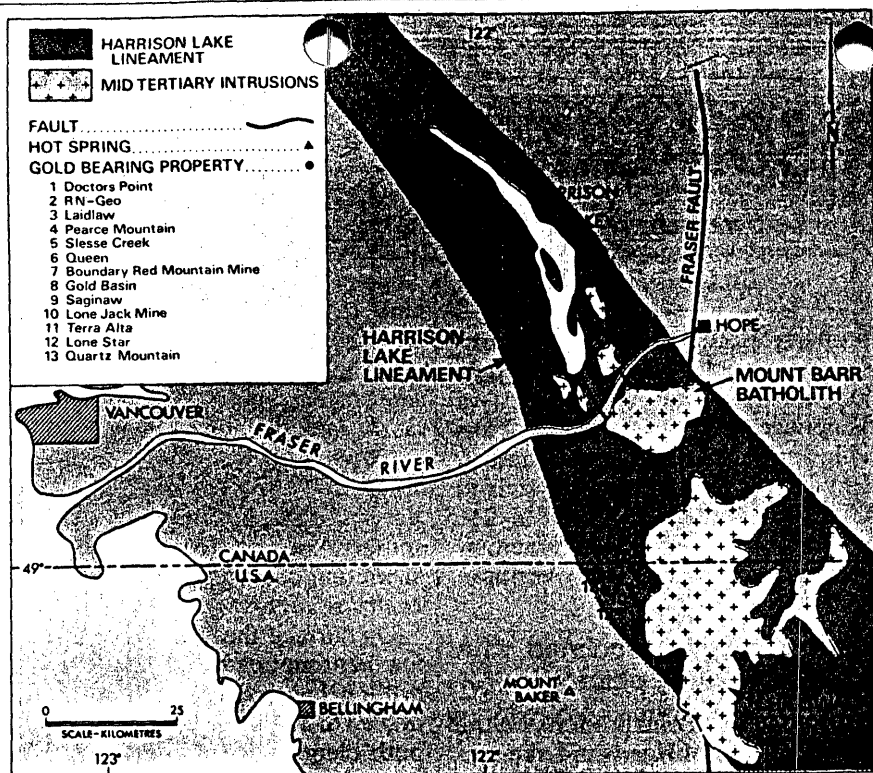 HARRISON LAKE
LINEAMENT
MID TERTIARY INTRUSIONS
FAULT
HOT SPRING
GOLD BEARING PROPERTY
1 Doctors Point
2 RN-Geo
3 Laidlaw
4 Pearce Mountain
5 Slesse Creek
6 Queen
7 Boundary Red Mountain Mine
8 Gold Basin
9 Saginaw
10 Lone Jack Mine
11 Terra Alta
12 Lone Star
13 Quartz Mountain
122°
N
FRASER FAULT
HOPE
HARRISON
LAKE
LINEAMENT
MOUNT BARR
BATHOLITH
VANCOUVER
FRASER
RIVER
49°
CANADA
U.S.A.
MOUNT
BAKER
BELLINGHAM
0 25
SCALE-KILOMETRES
123°
122°